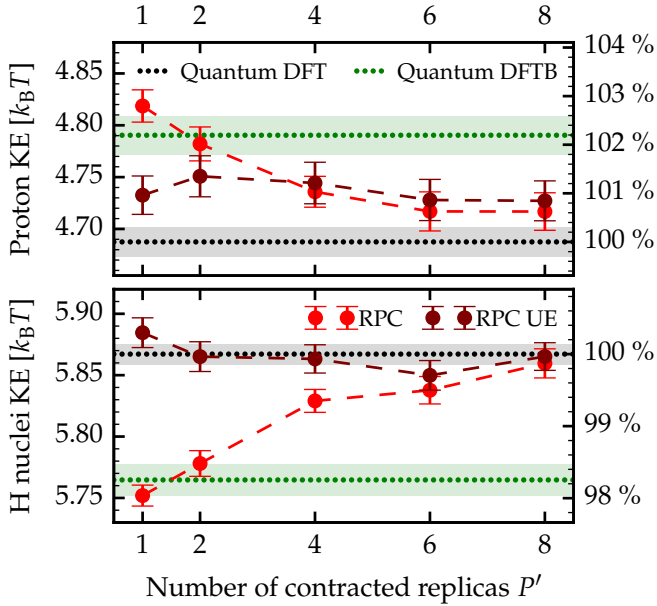 1 2 4 6 8
Proton KE [k_BT]
4.85
4.80
4.75
4.70
Quantum DFT
Quantum DFTB
104 %
103 %
102 %
101 %
100 %
H nuclei KE [k_BT]
5.90
5.85
5.80
5.75
RPC
RPC UE
100 %
99 %
98 %
1 2 4 6 8
Number of contracted replicas P′